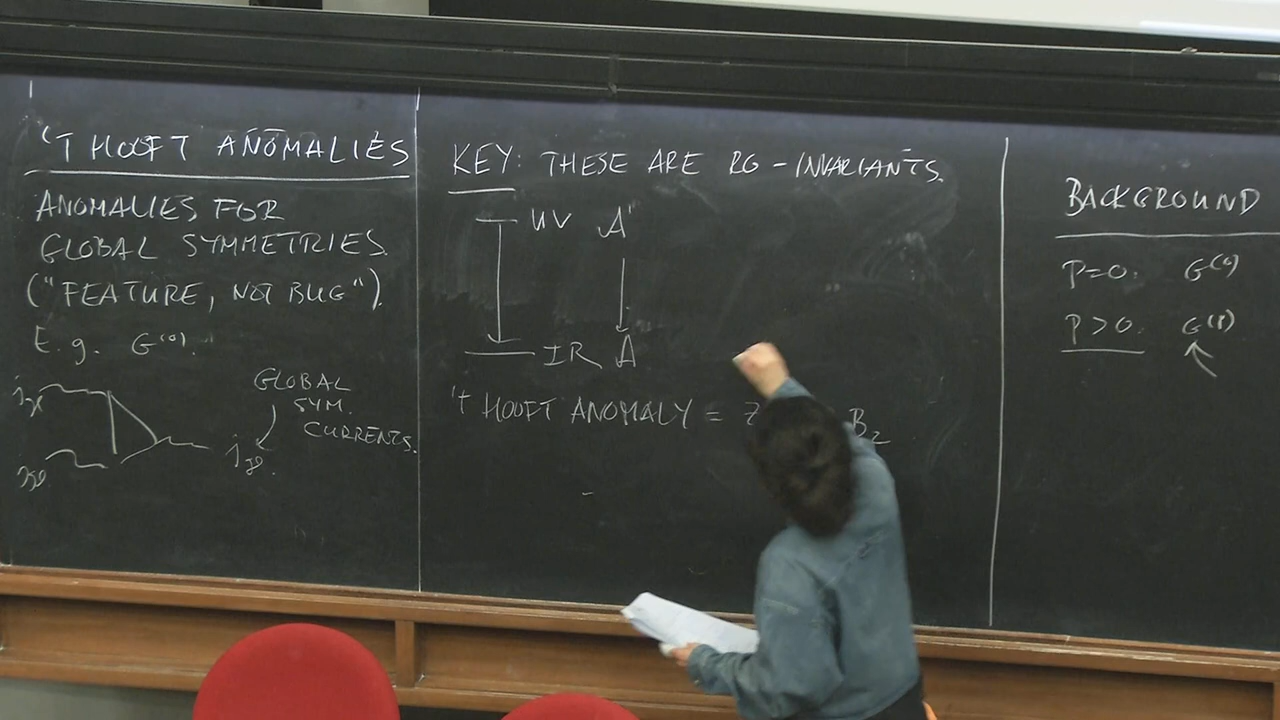 'T HOOFT ANOMALIES
ANOMALIES FOR
GLOBAL SYMMETRIES.
("FEATURE, NOT BUG").
E.g. G⁽⁰⁾.
GLOBAL
SYM.
CURRENTS.
KEY: THESE ARE RG-INVARIANTS.
UV A
IR A
't HOOFT ANOMALY =
BACKGROUND
P=0. G⁽⁰⁾
P>0. G⁽ᴾ⁾